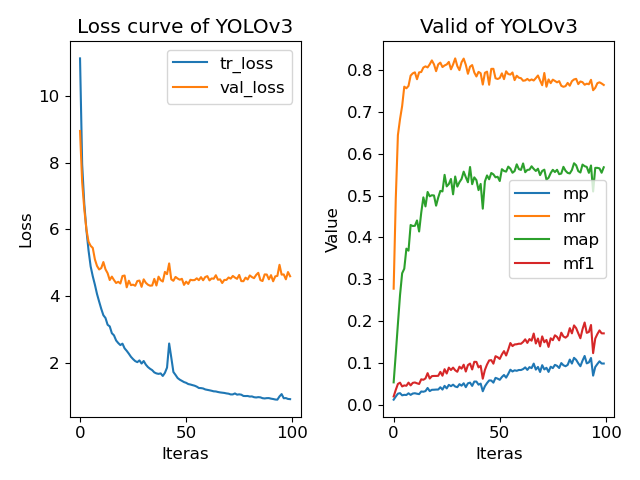 Loss curve of YOLOv3
tr_loss
val_loss
10
8
6
4
2
Loss
0
50
100
Iteras
Valid of YOLOv3
0.8
0.7
0.6
0.5
0.4
0.3
0.2
0.1
0.0
Value
mp
mr
map
mf1
0
50
100
Iteras